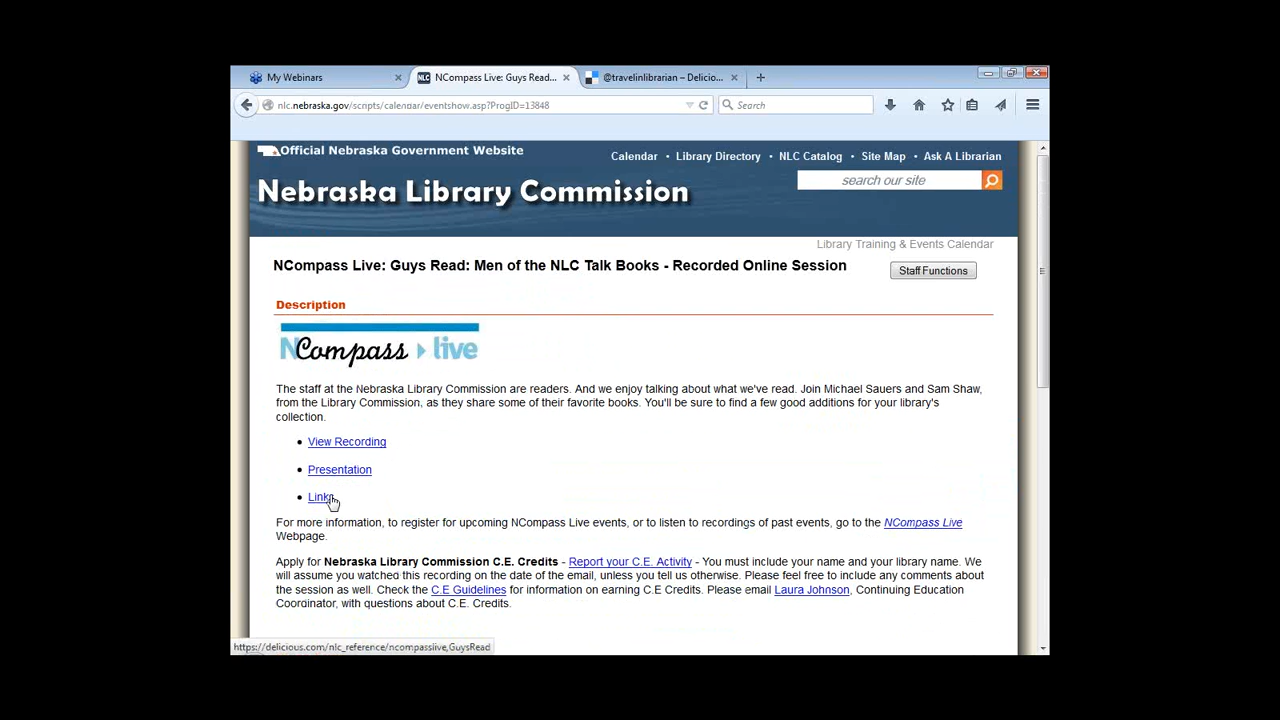 My Webinars
NCompass Live: Guys Read...
@travelinlibrarian – Delicio...
nlc.nebraska.gov/scripts/calendar/eventshow.asp?ProgID=13848
Search
Official Nebraska Government Website
Calendar • Library Directory • NLC Catalog • Site Map • Ask A Librarian
Nebraska Library Commission
search our site
Library Training & Events Calendar
NCompass Live: Guys Read: Men of the NLC Talk Books - Recorded Online Session
Staff Functions
Description
NCompass live
The staff at the Nebraska Library Commission are readers. And we enjoy talking about what we've read. Join Michael Sauers and Sam Shaw,
from the Library Commission, as they share some of their favorite books. You'll be sure to find a few good additions for your library's
collection.
• View Recording
• Presentation
• Links
For more information, to register for upcoming NCompass Live events, or to listen to recordings of past events, go to the NCompass Live
Webpage.
Apply for Nebraska Library Commission C.E. Credits - Report your C.E. Activity - You must include your name and your library name. We
will assume you watched this recording on the date of the email, unless you tell us otherwise. Please feel free to include any comments about
the session as well. Check the C.E Guidelines for information on earning C.E Credits. Please email Laura Johnson, Continuing Education
Coordinator, with questions about C.E. Credits.
https://delicious.com/nlc_reference/ncompasslive,GuysRead